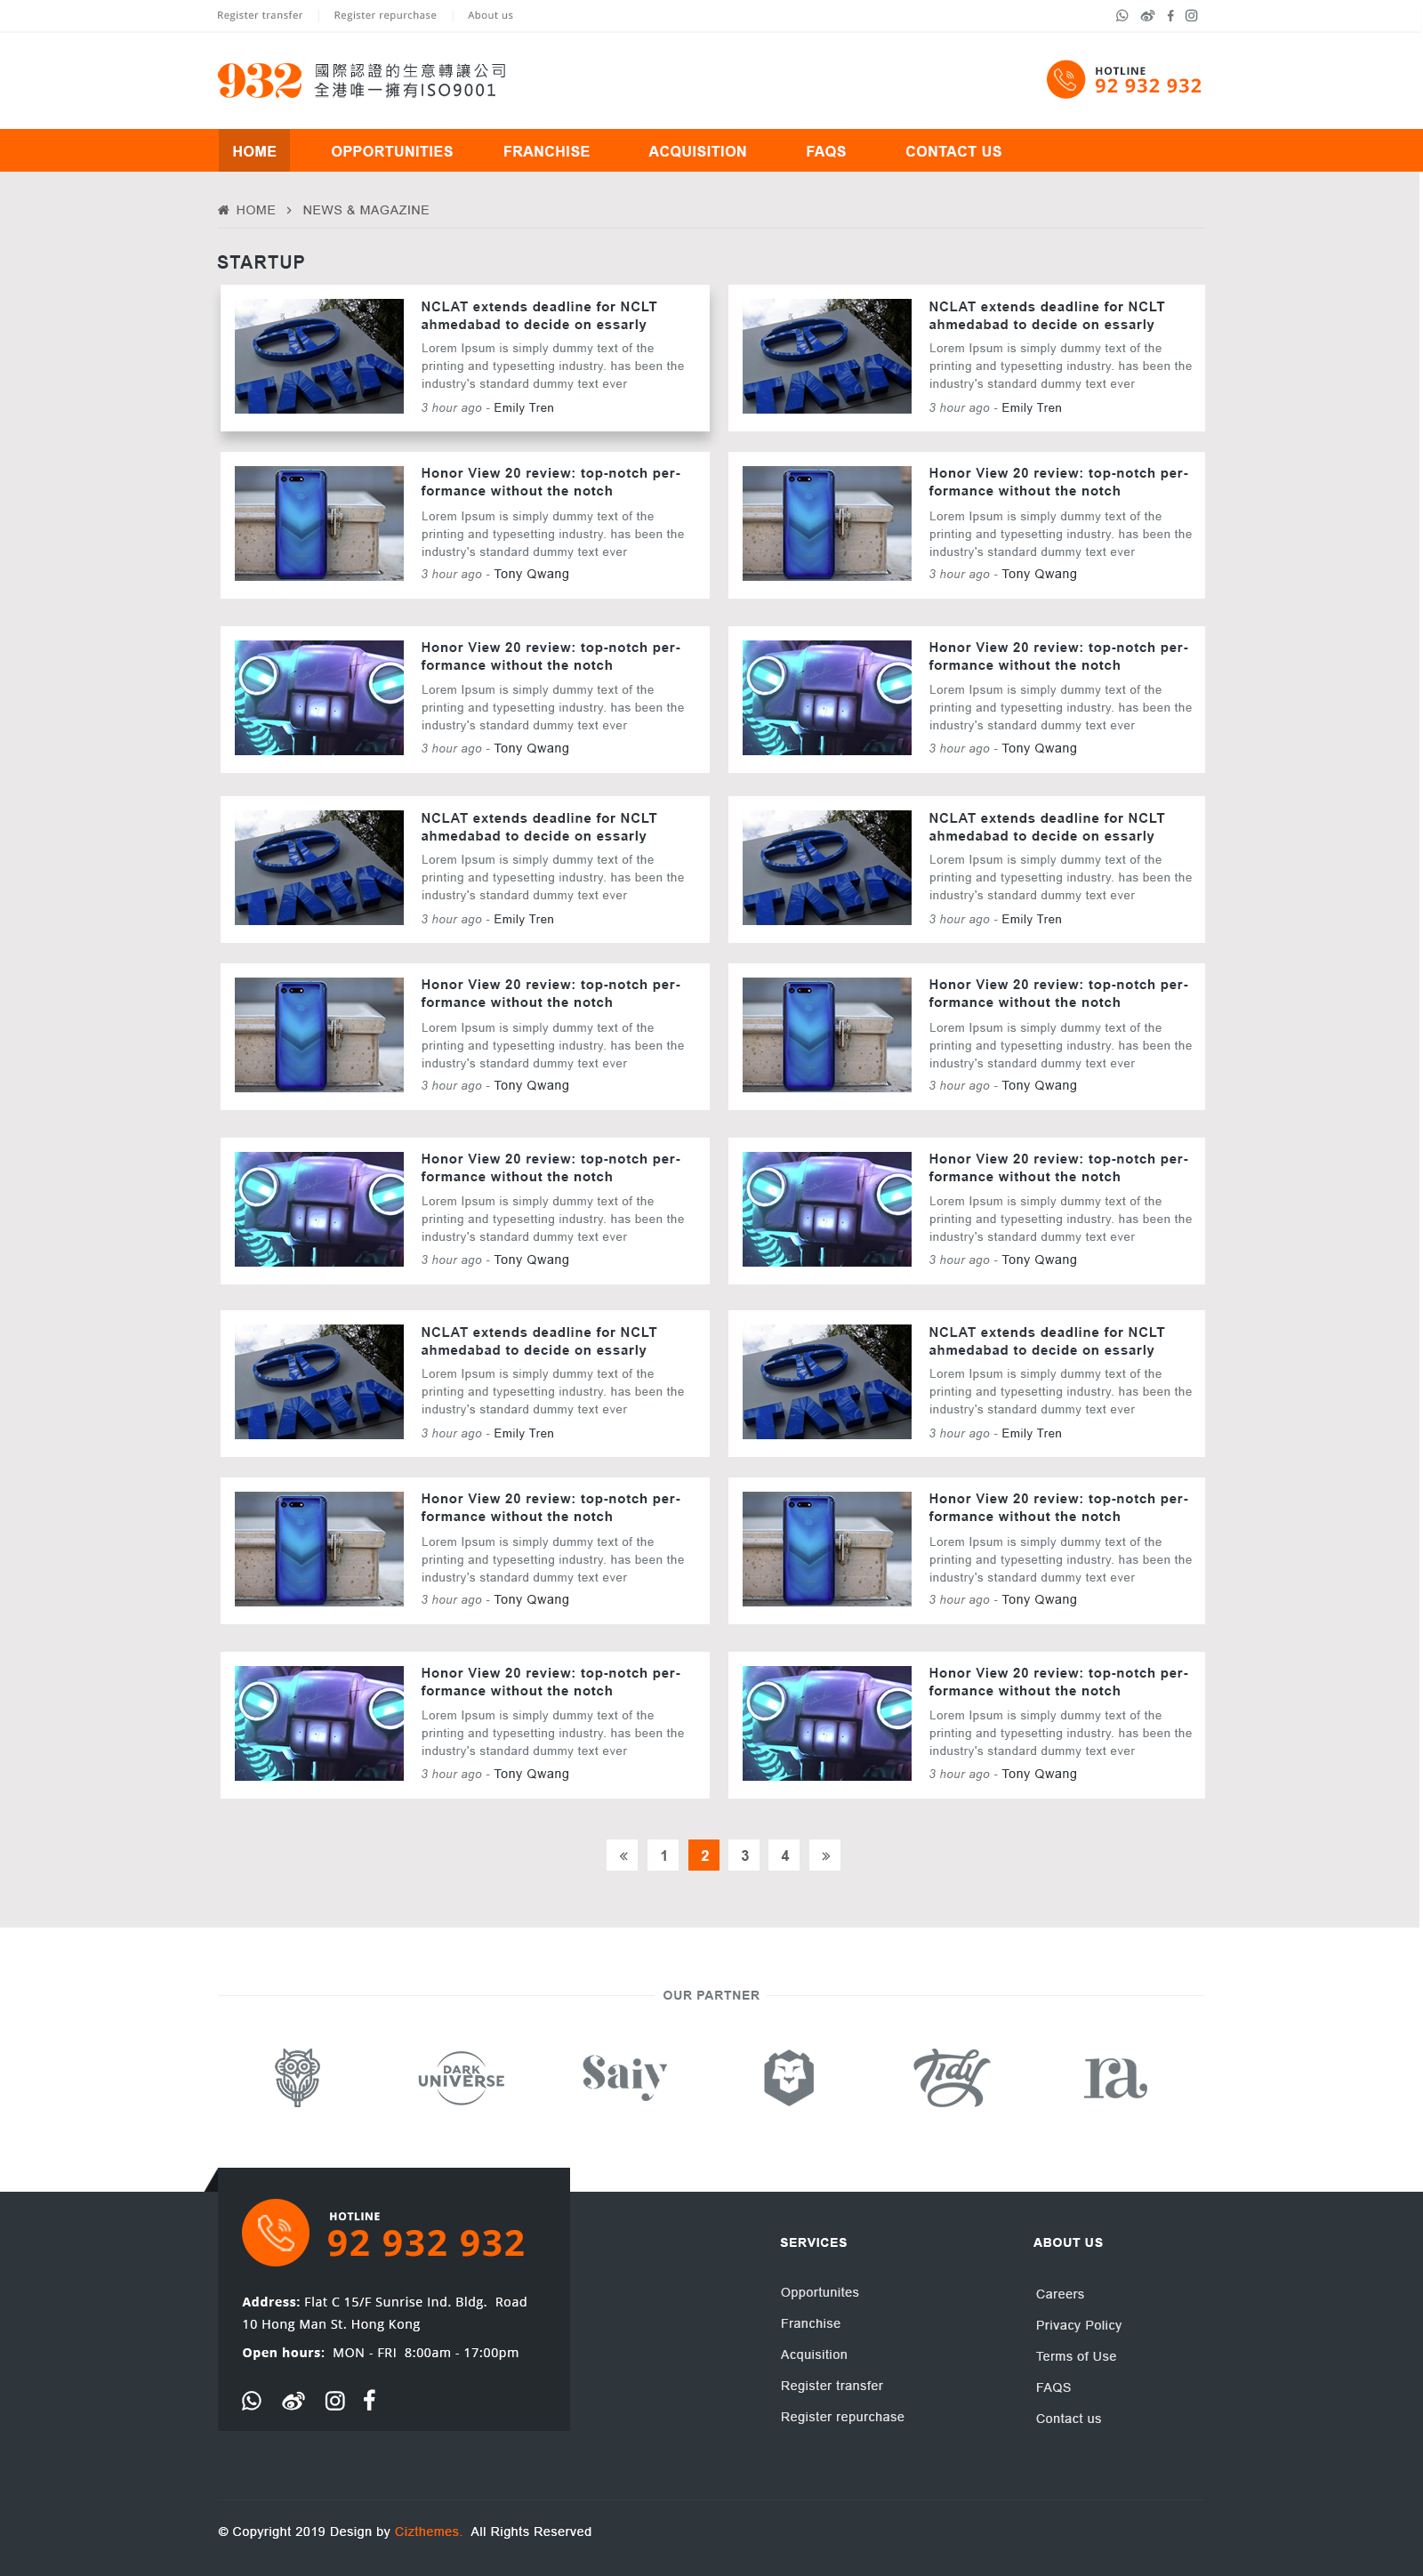 Register transfer Register repurchase About us
932 國際認證的生意轉讓公司
全港唯一擁有ISO9001
HOTLINE
92 932 932
HOME OPPORTUNITIES FRANCHISE ACQUISITION FAQS CONTACT US
HOME > NEWS & MAGAZINE
STARTUP
TATA
NCLAT extends deadline for NCLT
ahmedabad to decide on essarly
Lorem Ipsum is simply dummy text of the
printing and typesetting industry. has been the
industry's standard dummy text ever
3 hour ago - Emily Tren
TATA
NCLAT extends deadline for NCLT
ahmedabad to decide on essarly
Lorem Ipsum is simply dummy text of the
printing and typesetting industry. has been the
industry's standard dummy text ever
3 hour ago - Emily Tren
Honor View 20 review: top-notch per-
formance without the notch
Lorem Ipsum is simply dummy text of the
printing and typesetting industry. has been the
industry's standard dummy text ever
3 hour ago - Tony Qwang
Honor View 20 review: top-notch per-
formance without the notch
Lorem Ipsum is simply dummy text of the
printing and typesetting industry. has been the
industry's standard dummy text ever
3 hour ago - Tony Qwang
Honor View 20 review: top-notch per-
formance without the notch
Lorem Ipsum is simply dummy text of the
printing and typesetting industry. has been the
industry's standard dummy text ever
3 hour ago - Tony Qwang
Honor View 20 review: top-notch per-
formance without the notch
Lorem Ipsum is simply dummy text of the
printing and typesetting industry. has been the
industry's standard dummy text ever
3 hour ago - Tony Qwang
TATA
NCLAT extends deadline for NCLT
ahmedabad to decide on essarly
Lorem Ipsum is simply dummy text of the
printing and typesetting industry. has been the
industry's standard dummy text ever
3 hour ago - Emily Tren
TATA
NCLAT extends deadline for NCLT
ahmedabad to decide on essarly
Lorem Ipsum is simply dummy text of the
printing and typesetting industry. has been the
industry's standard dummy text ever
3 hour ago - Emily Tren
Honor View 20 review: top-notch per-
formance without the notch
Lorem Ipsum is simply dummy text of the
printing and typesetting industry. has been the
industry's standard dummy text ever
3 hour ago - Tony Qwang
Honor View 20 review: top-notch per-
formance without the notch
Lorem Ipsum is simply dummy text of the
printing and typesetting industry. has been the
industry's standard dummy text ever
3 hour ago - Tony Qwang
Honor View 20 review: top-notch per-
formance without the notch
Lorem Ipsum is simply dummy text of the
printing and typesetting industry. has been the
industry's standard dummy text ever
3 hour ago - Tony Qwang
Honor View 20 review: top-notch per-
formance without the notch
Lorem Ipsum is simply dummy text of the
printing and typesetting industry. has been the
industry's standard dummy text ever
3 hour ago - Tony Qwang
TATA
NCLAT extends deadline for NCLT
ahmedabad to decide on essarly
Lorem Ipsum is simply dummy text of the
printing and typesetting industry. has been the
industry's standard dummy text ever
3 hour ago - Emily Tren
TATA
NCLAT extends deadline for NCLT
ahmedabad to decide on essarly
Lorem Ipsum is simply dummy text of the
printing and typesetting industry. has been the
industry's standard dummy text ever
3 hour ago - Emily Tren
Honor View 20 review: top-notch per-
formance without the notch
Lorem Ipsum is simply dummy text of the
printing and typesetting industry. has been the
industry's standard dummy text ever
3 hour ago - Tony Qwang
Honor View 20 review: top-notch per-
formance without the notch
Lorem Ipsum is simply dummy text of the
printing and typesetting industry. has been the
industry's standard dummy text ever
3 hour ago - Tony Qwang
Honor View 20 review: top-notch per-
formance without the notch
Lorem Ipsum is simply dummy text of the
printing and typesetting industry. has been the
industry's standard dummy text ever
3 hour ago - Tony Qwang
Honor View 20 review: top-notch per-
formance without the notch
Lorem Ipsum is simply dummy text of the
printing and typesetting industry. has been the
industry's standard dummy text ever
3 hour ago - Tony Qwang
« 1 2 3 4 »
OUR PARTNER
DARK
UNIVERSE
Saiy
Tidy
ra
HOTLINE
92 932 932
Address: Flat C 15/F Sunrise Ind. Bldg. Road
10 Hong Man St. Hong Kong
Open hours: MON - FRI 8:00am - 17:00pm
SERVICES
Opportunites
Franchise
Acquisition
Register transfer
Register repurchase
ABOUT US
Careers
Privacy Policy
Terms of Use
FAQS
Contact us
© Copyright 2019 Design by Cizthemes. All Rights Reserved